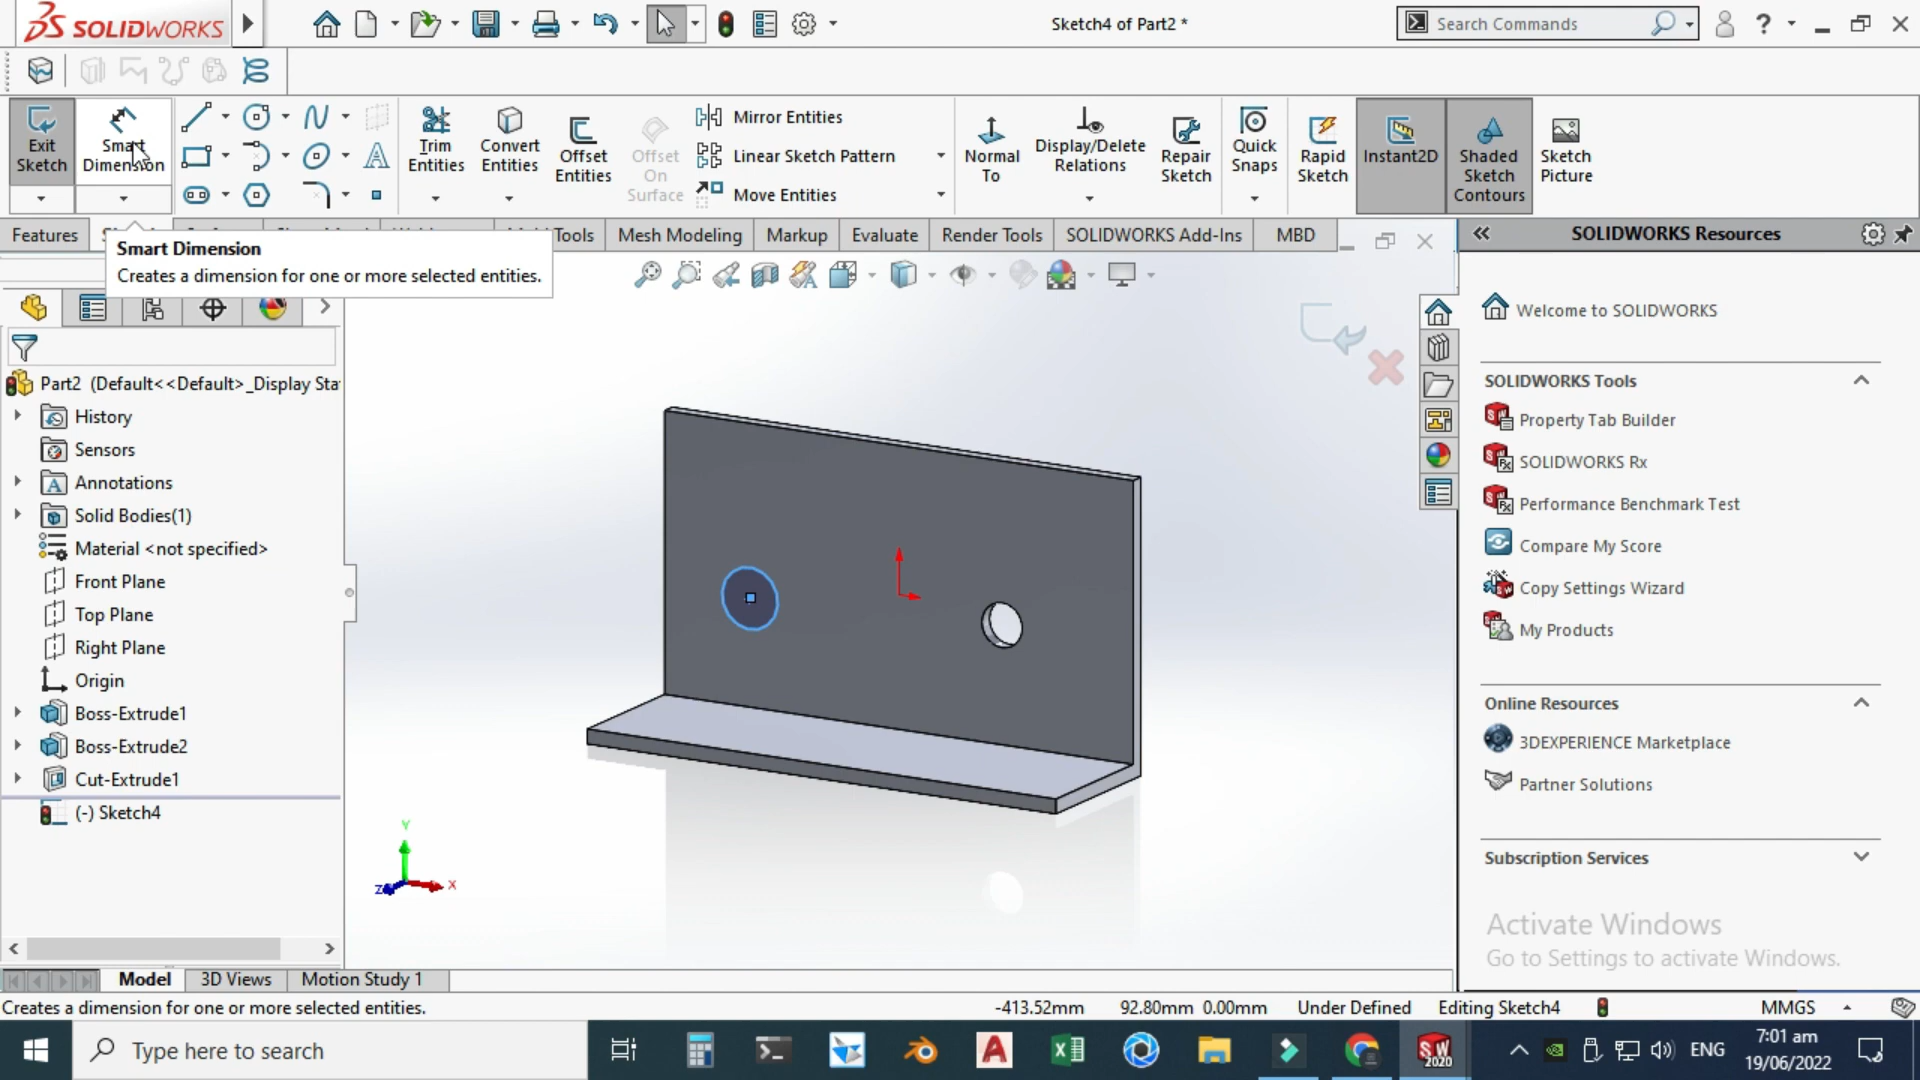 SOLIDWORKS
Sketch4 of Part2 *
Search Commands
Exit Sketch
Smart Dimension
Trim Entities
Convert Entities
Offset Entities
Offset On Surface
Mirror Entities
Linear Sketch Pattern
Move Entities
Normal To
Display/Delete Relations
Repair Sketch
Quick Snaps
Rapid Sketch
Instant2D
Shaded Sketch Contours
Sketch Picture
Features
Tools
Mesh Modeling
Markup
Evaluate
Render Tools
SOLIDWORKS Add-Ins
MBD
Smart Dimension
Creates a dimension for one or more selected entities.
SOLIDWORKS Resources
Part2 (Default<<Default>_Display Sta
History
Sensors
Annotations
Solid Bodies(1)
Material <not specified>
Front Plane
Top Plane
Right Plane
Origin
Boss-Extrude1
Boss-Extrude2
Cut-Extrude1
(-) Sketch4
Y
X
Z
Welcome to SOLIDWORKS
SOLIDWORKS Tools
Property Tab Builder
SOLIDWORKS Rx
Performance Benchmark Test
Compare My Score
Copy Settings Wizard
My Products
Online Resources
3DEXPERIENCE Marketplace
Partner Solutions
Subscription Services
Activate Windows
Go to Settings to activate Windows.
Model
3D Views
Motion Study 1
Creates a dimension for one or more selected entities.
-413.52mm
92.80mm
0.00mm
Under Defined
Editing Sketch4
MMGS
Type here to search
SW
2020
ENG
7:01 am
19/06/2022